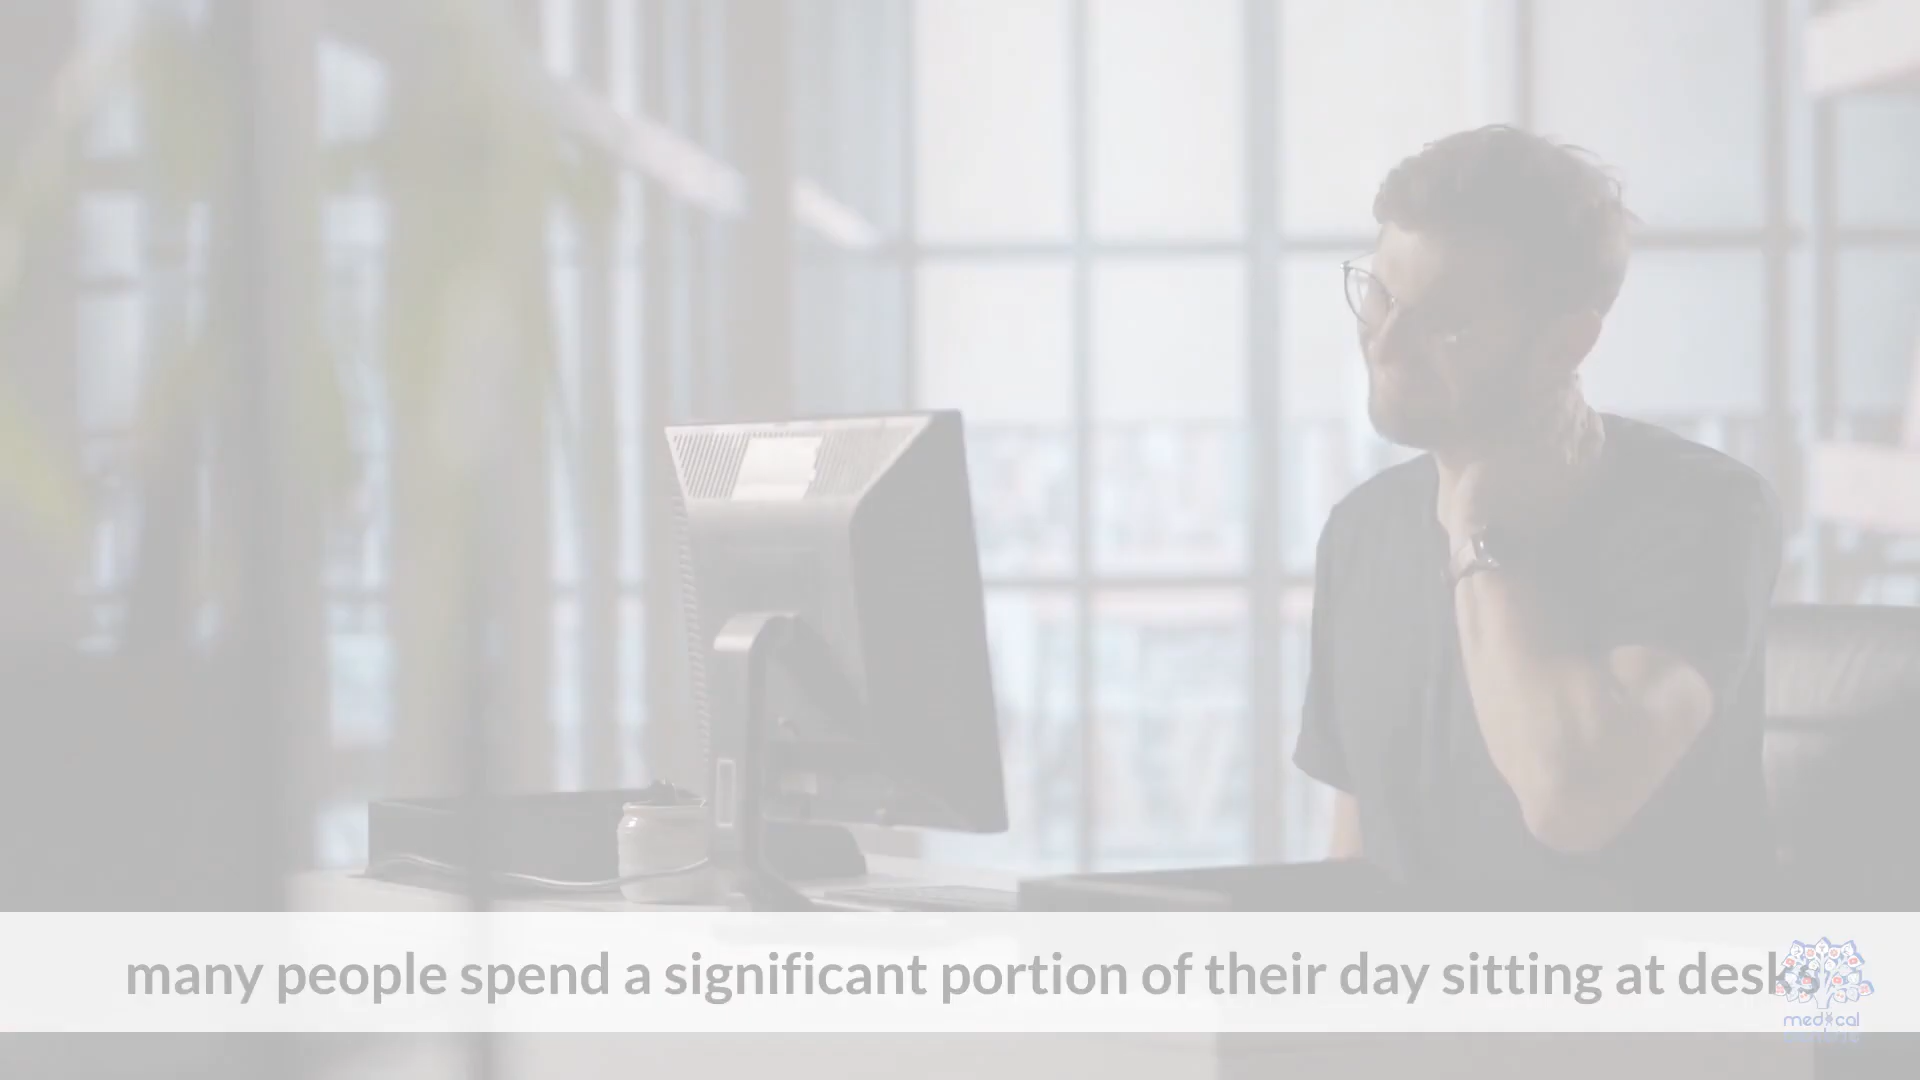 many people spend a significant portion of their day sitting at desks
medical